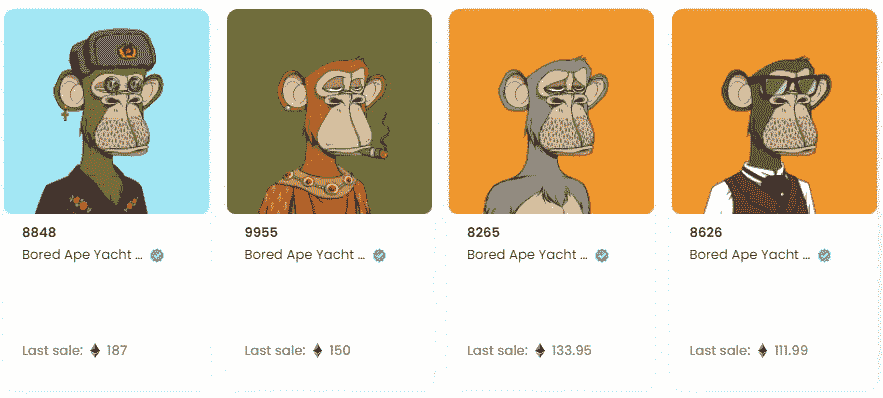 8848
Bored Ape Yacht ...
Last sale: 187
9955
Bored Ape Yacht ...
Last sale: 150
8265
Bored Ape Yacht ...
Last sale: 133.95
8626
Bored Ape Yacht ...
Last sale: 111.99